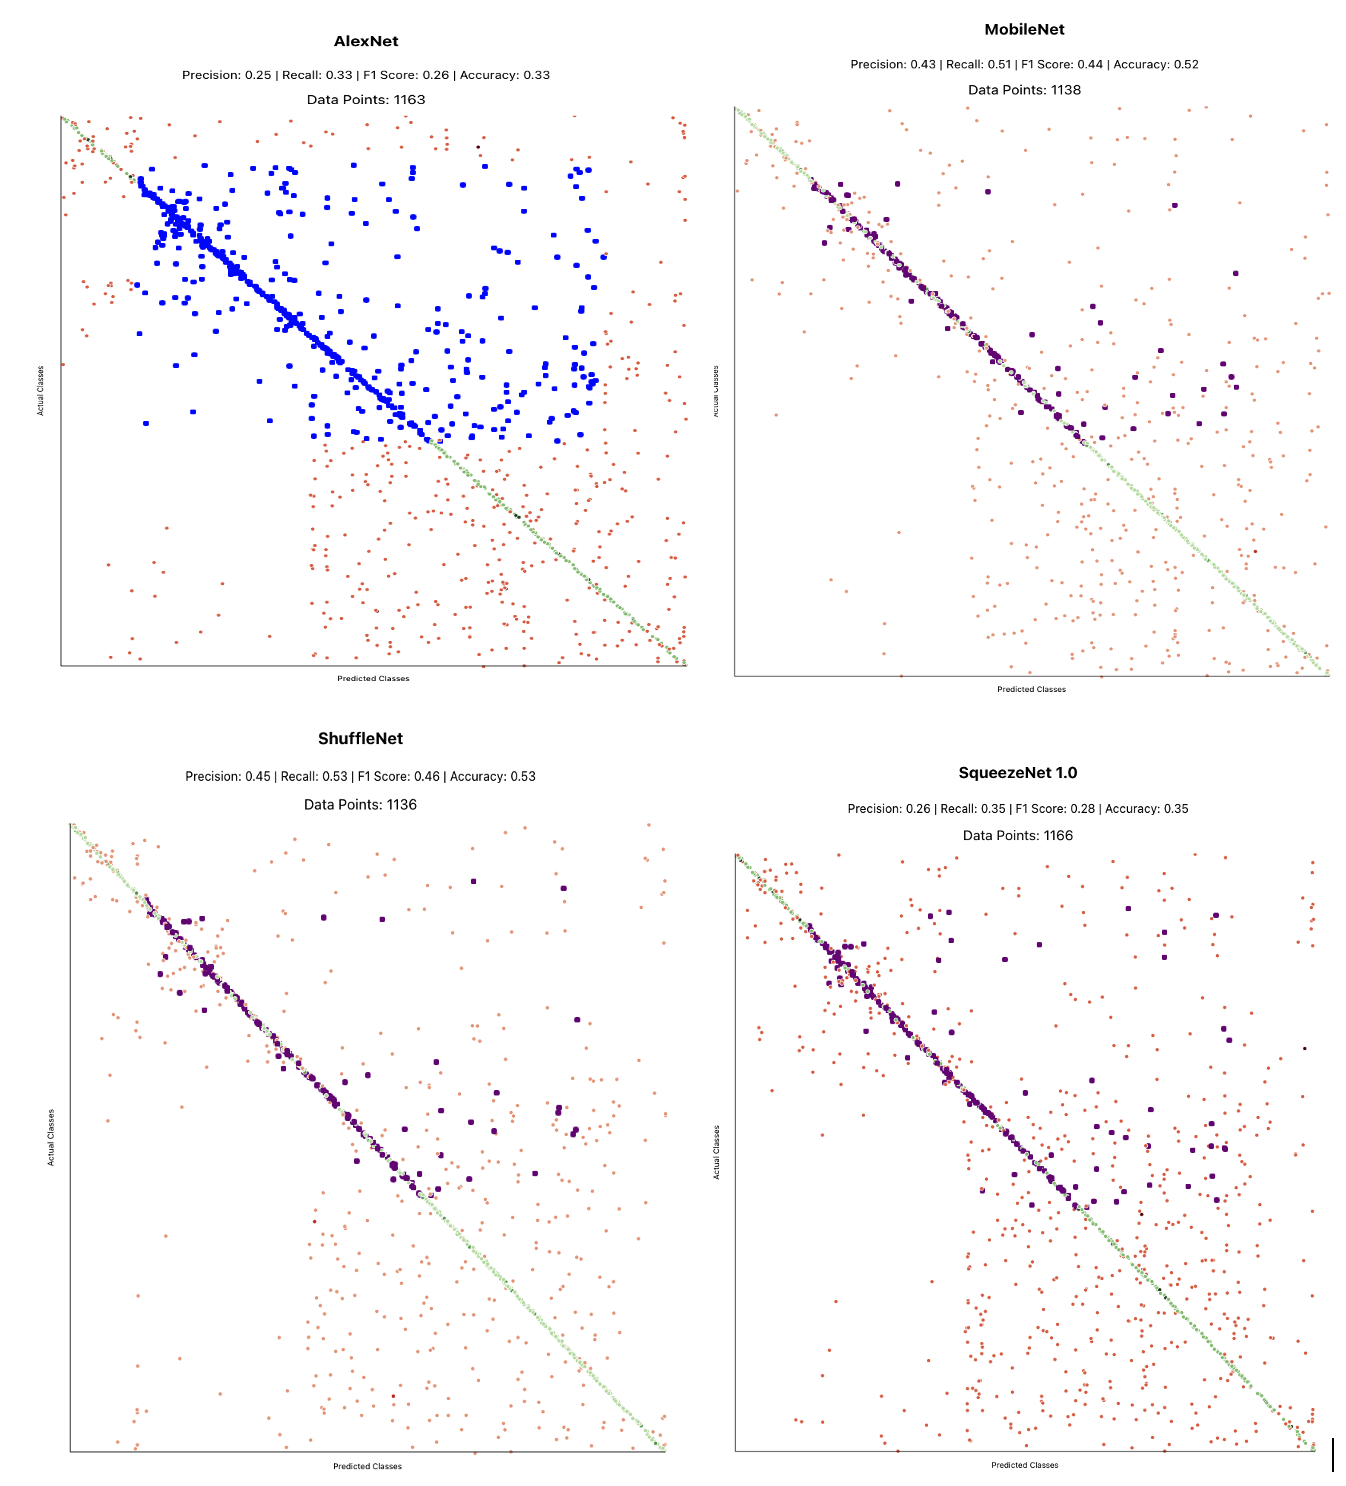 AlexNet
Precision: 0.25 | Recall: 0.33 | F1 Score: 0.26 | Accuracy: 0.33
Data Points: 1163
Actual Classes
Predicted Classes
MobileNet
Precision: 0.43 | Recall: 0.51 | F1 Score: 0.44 | Accuracy: 0.52
Data Points: 1138
Actual Classes
Predicted Classes
ShuffleNet
Precision: 0.45 | Recall: 0.53 | F1 Score: 0.46 | Accuracy: 0.53
Data Points: 1136
Actual Classes
Predicted Classes
SqueezeNet 1.0
Precision: 0.26 | Recall: 0.35 | F1 Score: 0.28 | Accuracy: 0.35
Data Points: 1166
Actual Classes
Predicted Classes